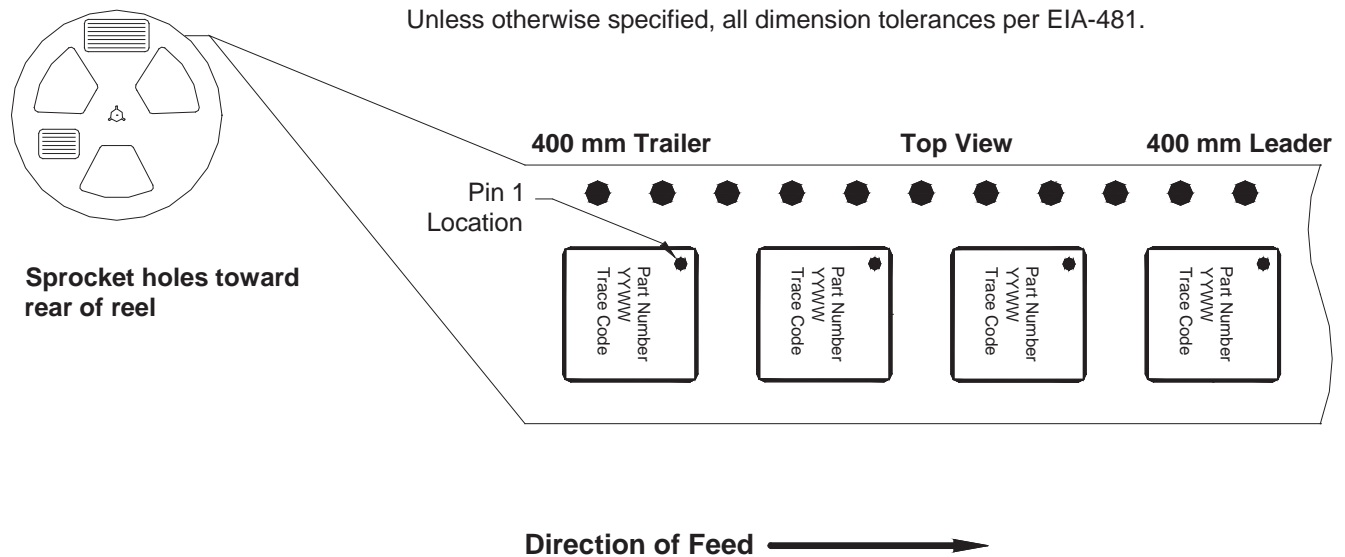 Unless otherwise specified, all dimension tolerances per EIA-481.
400 mm Trailer
Top View
400 mm Leader
Pin 1
Location
Sprocket holes toward
rear of reel
Part Number
YYWW
Trace Code
Part Number
YYWW
Trace Code
Part Number
YYWW
Trace Code
Part Number
YYWW
Trace Code
Direction of Feed